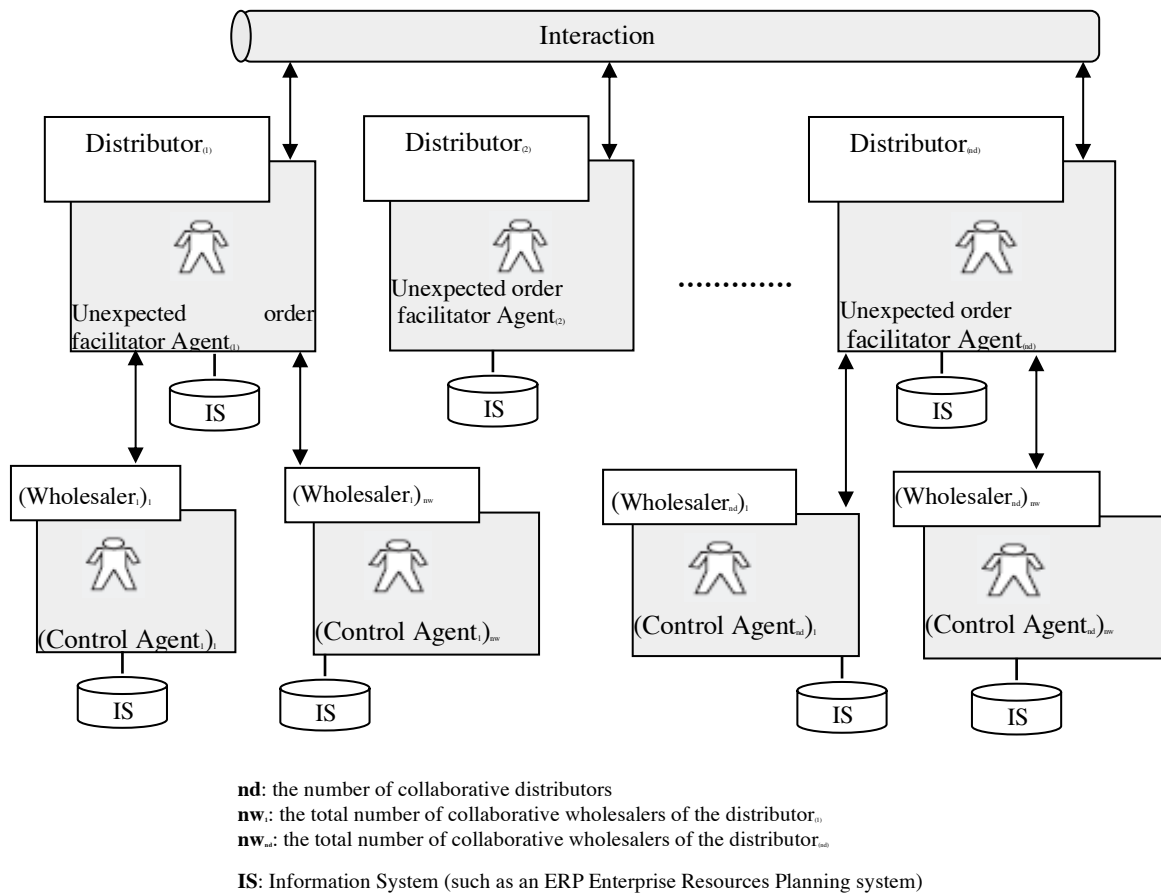 Interaction
Distributor(1)
Distributor(2)
Distributor(nd)
Unexpected order
facilitator Agent(1)
Unexpected order
facilitator Agent(2)
.............
Unexpected order
facilitator Agent(nd)
IS
IS
IS
(Wholesaler1)1
(Wholesaler1)nw
(Wholesalernd)1
(Wholesalernd)nw
(Control Agent1)1
(Control Agent1)nw
(Control Agentnd)1
(Control Agentnd)nw
IS
IS
IS
IS
nd: the number of collaborative distributors
nw1: the total number of collaborative wholesalers of the distributor(1)
nwnd: the total number of collaborative wholesalers of the distributor(nd)
IS: Information System (such as an ERP Enterprise Resources Planning system)